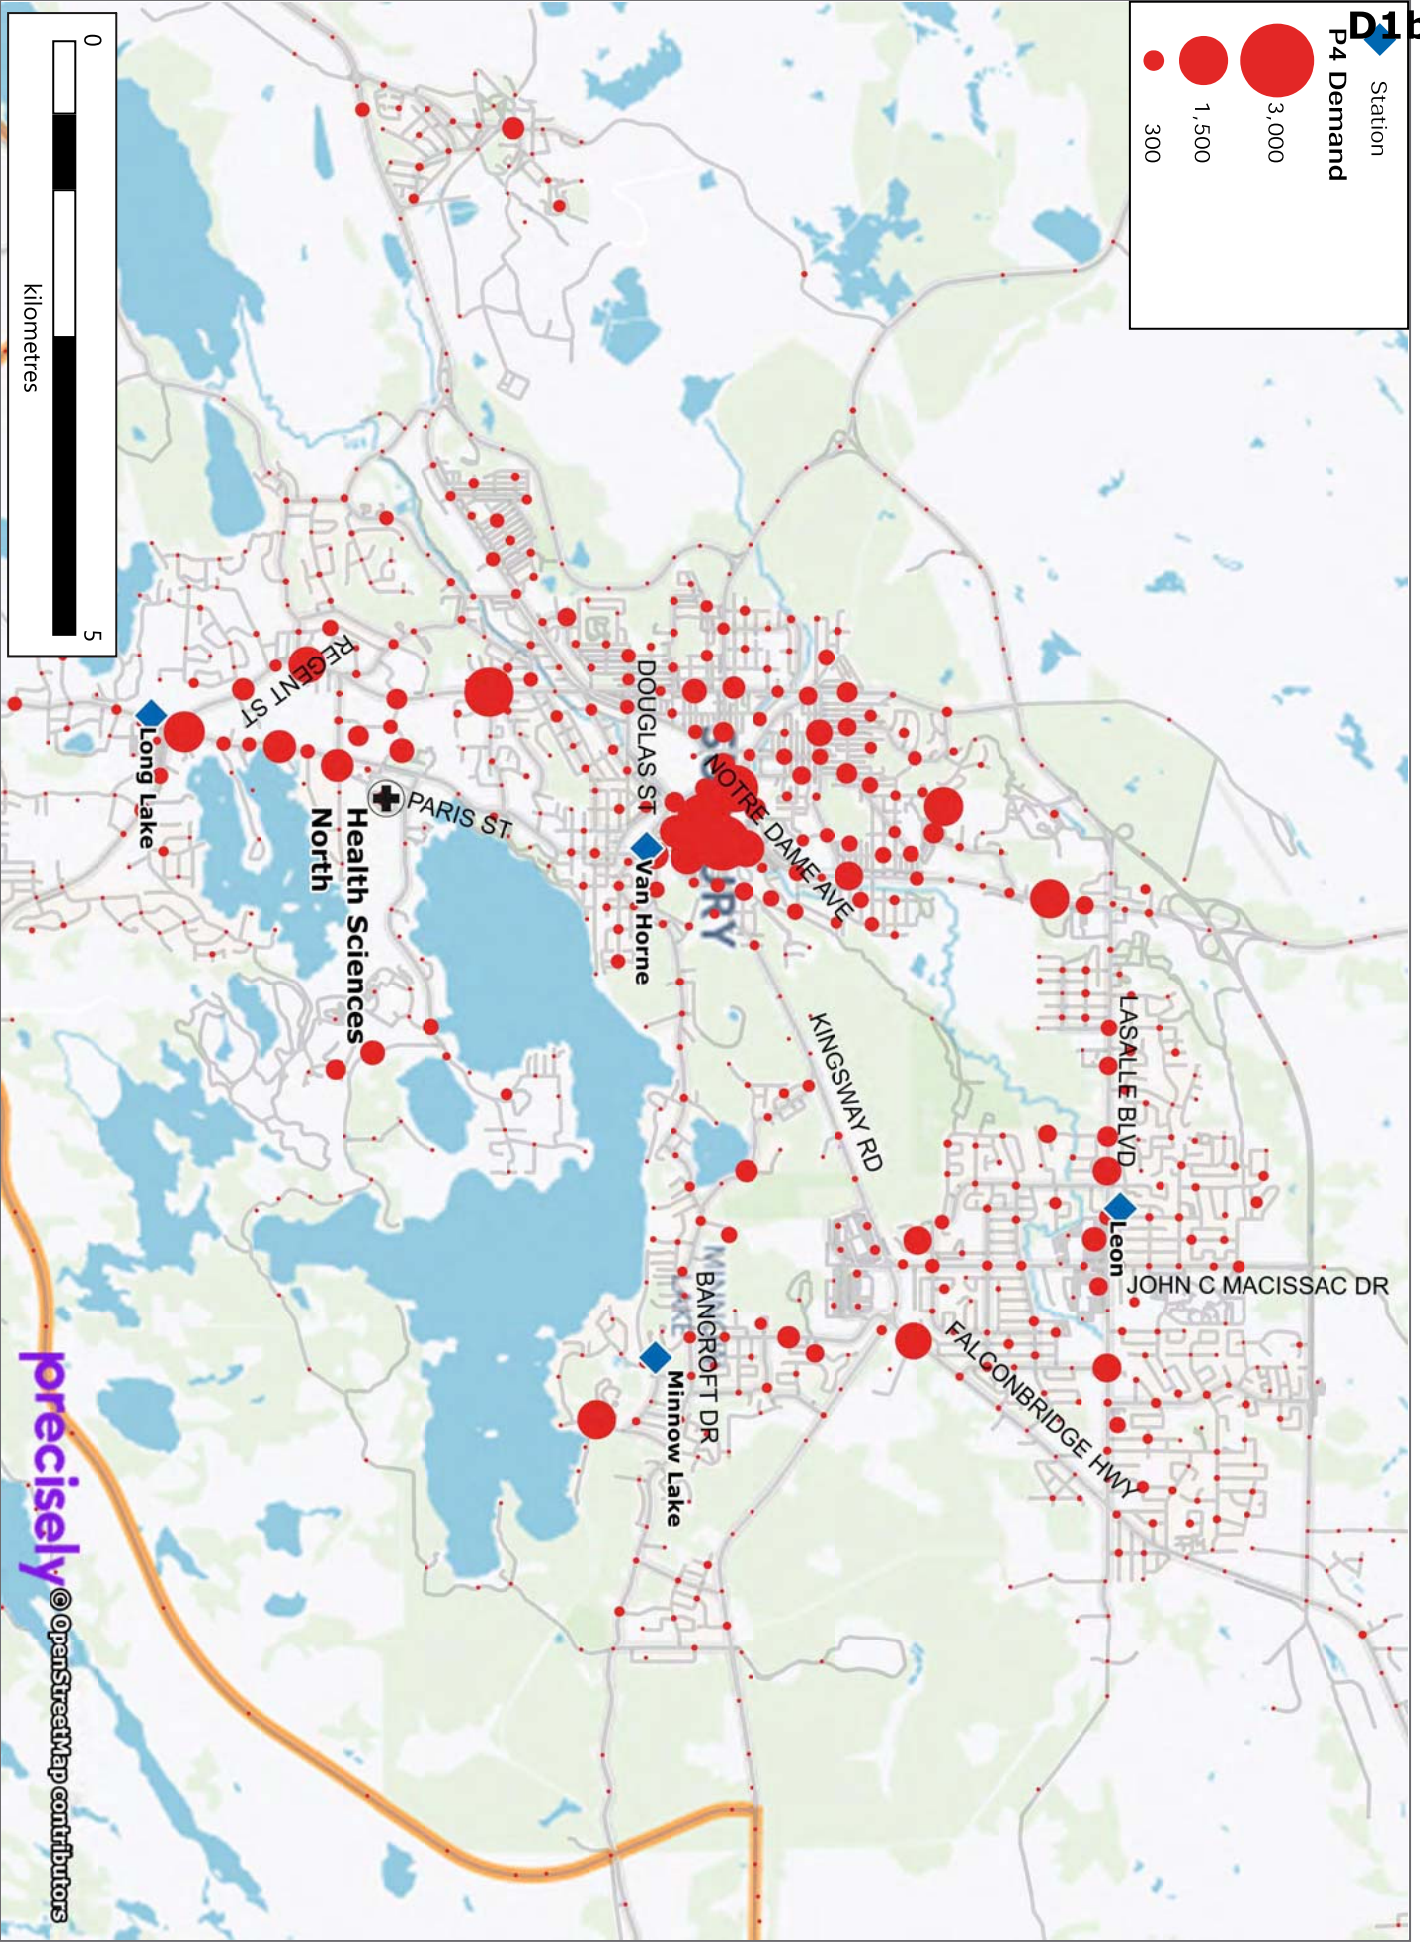 D1b
Station
P4 Demand
3,000
1,500
300
LASALLE BLVD
Leon
JOHN C MACISSAC DR
FALCONBRIDGE HWY
KINGSWAY RD
NOTRE DAME AVE
DOUGLAS ST
Van Horne
BANCROFT DR
Minnow Lake
PARIS ST
Health Sciences
North
REGENT ST
Long Lake
0
5
kilometres
precisely
© OpenStreetMap contributors